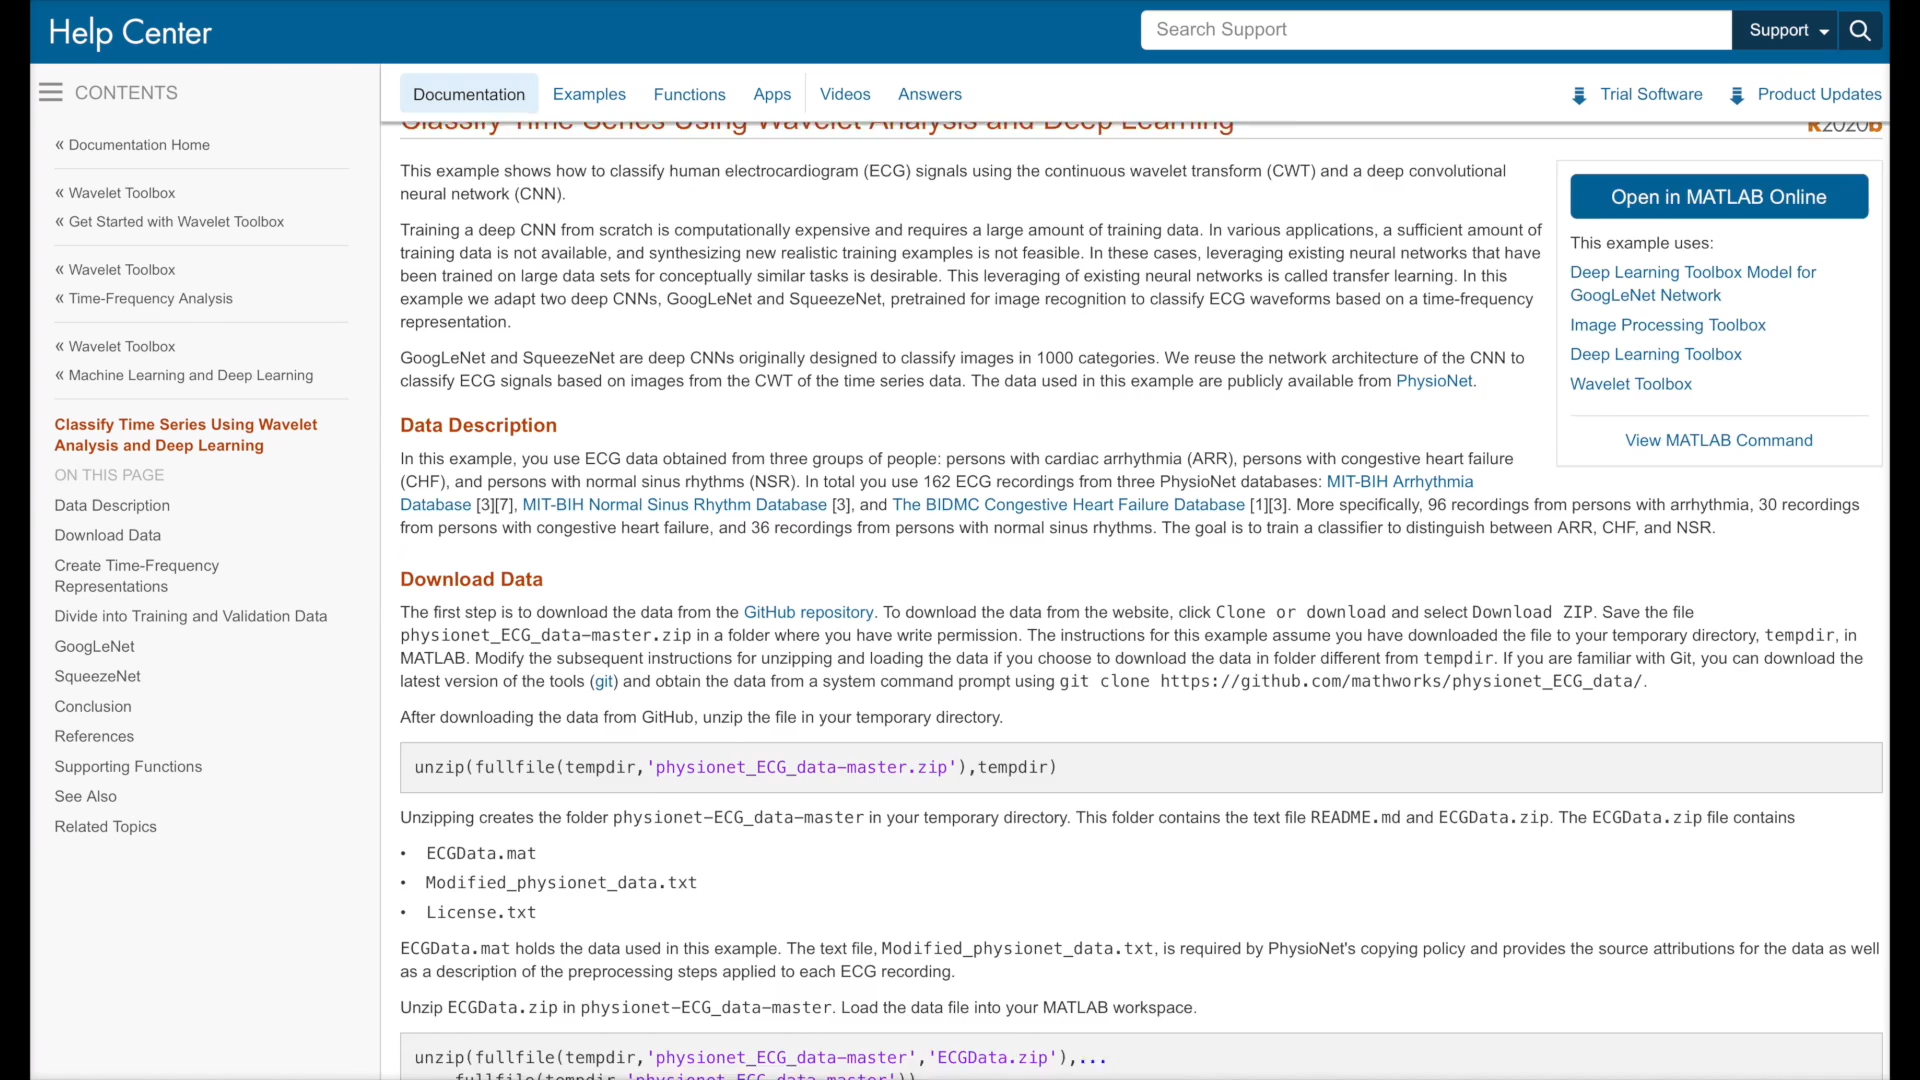 Help Center
Search Support
Support
CONTENTS
Documentation
Examples
Functions
Apps
Videos
Answers
Trial Software
Product Updates
« Documentation Home
« Wavelet Toolbox
« Get Started with Wavelet Toolbox
« Wavelet Toolbox
« Time-Frequency Analysis
« Wavelet Toolbox
« Machine Learning and Deep Learning
Classify Time Series Using Wavelet
Analysis and Deep Learning
ON THIS PAGE
Data Description
Download Data
Create Time-Frequency
Representations
Divide into Training and Validation Data
GoogLeNet
SqueezeNet
Conclusion
References
Supporting Functions
See Also
Related Topics
Classify Time Series Using Wavelet Analysis and Deep Learning
R2020b
This example shows how to classify human electrocardiogram (ECG) signals using the continuous wavelet transform (CWT) and a deep convolutional
neural network (CNN).
Training a deep CNN from scratch is computationally expensive and requires a large amount of training data. In various applications, a sufficient amount of
training data is not available, and synthesizing new realistic training examples is not feasible. In these cases, leveraging existing neural networks that have
been trained on large data sets for conceptually similar tasks is desirable. This leveraging of existing neural networks is called transfer learning. In this
example we adapt two deep CNNs, GoogLeNet and SqueezeNet, pretrained for image recognition to classify ECG waveforms based on a time-frequency
representation.
GoogLeNet and SqueezeNet are deep CNNs originally designed to classify images in 1000 categories. We reuse the network architecture of the CNN to
classify ECG signals based on images from the CWT of the time series data. The data used in this example are publicly available from PhysioNet.
Open in MATLAB Online
This example uses:
Deep Learning Toolbox Model for
GoogLeNet Network
Image Processing Toolbox
Deep Learning Toolbox
Wavelet Toolbox
View MATLAB Command
Data Description
In this example, you use ECG data obtained from three groups of people: persons with cardiac arrhythmia (ARR), persons with congestive heart failure
(CHF), and persons with normal sinus rhythms (NSR). In total you use 162 ECG recordings from three PhysioNet databases: MIT-BIH Arrhythmia
Database [3][7], MIT-BIH Normal Sinus Rhythm Database [3], and The BIDMC Congestive Heart Failure Database [1][3]. More specifically, 96 recordings from persons with arrhythmia, 30 recordings
from persons with congestive heart failure, and 36 recordings from persons with normal sinus rhythms. The goal is to train a classifier to distinguish between ARR, CHF, and NSR.
Download Data
The first step is to download the data from the GitHub repository. To download the data from the website, click Clone or download and select Download ZIP. Save the file
physionet_ECG_data-master.zip in a folder where you have write permission. The instructions for this example assume you have downloaded the file to your temporary directory, tempdir, in
MATLAB. Modify the subsequent instructions for unzipping and loading the data if you choose to download the data in folder different from tempdir. If you are familiar with Git, you can download the
latest version of the tools (git) and obtain the data from a system command prompt using git clone https://github.com/mathworks/physionet_ECG_data/.
After downloading the data from GitHub, unzip the file in your temporary directory.
unzip(fullfile(tempdir,'physionet_ECG_data-master.zip'),tempdir)
Unzipping creates the folder physionet-ECG_data-master in your temporary directory. This folder contains the text file README.md and ECGData.zip. The ECGData.zip file contains
• ECGData.mat
• Modified_physionet_data.txt
• License.txt
ECGData.mat holds the data used in this example. The text file, Modified_physionet_data.txt, is required by PhysioNet's copying policy and provides the source attributions for the data as well
as a description of the preprocessing steps applied to each ECG recording.
Unzip ECGData.zip in physionet-ECG_data-master. Load the data file into your MATLAB workspace.
unzip(fullfile(tempdir,'physionet_ECG_data-master','ECGData.zip'),...
fullfile(tempdir,'physionet_ECG_data-master'))